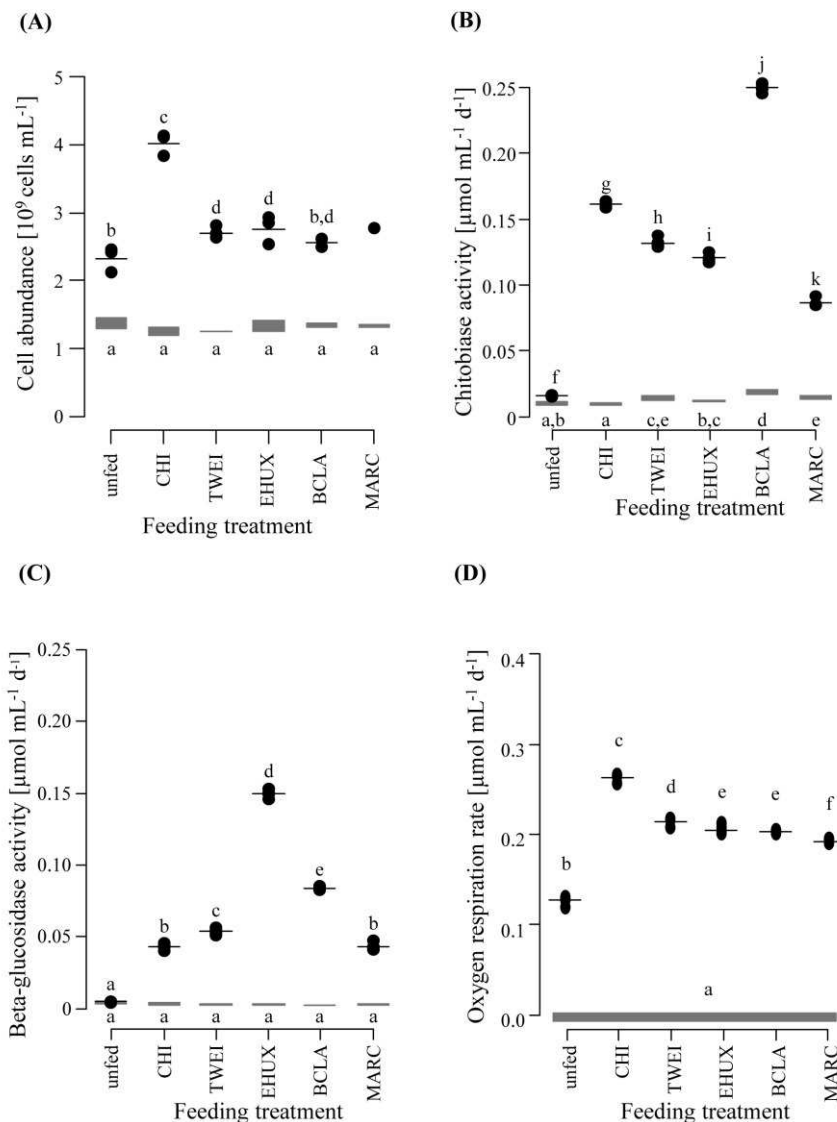 (A)
Cell abundance [10⁹ cells mL⁻¹]
5
4
3
2
1
0
b
c
d
d
b,d
a
a
a
a
a
a
unfed
CHI
TWEI
EHUX
BCLA
MARC
Feeding treatment
(B)
Chitobiase activity [µmol mL⁻¹ d⁻¹]
0.25
0.20
0.15
0.10
0.05
0
f
g
h
i
j
k
a,b
a
c,e
b,c
d
e
unfed
CHI
TWEI
EHUX
BCLA
MARC
Feeding treatment
(C)
Beta-glucosidase activity [µmol mL⁻¹ d⁻¹]
0.25
0.20
0.15
0.10
0.05
0
a
b
c
d
e
b
a
a
a
a
a
a
unfed
CHI
TWEI
EHUX
BCLA
MARC
Feeding treatment
(D)
Oxygen respiration rate [µmol mL⁻¹ d⁻¹]
0.4
0.3
0.2
0.1
0.0
b
c
d
e
e
f
a
unfed
CHI
TWEI
EHUX
BCLA
MARC
Feeding treatment